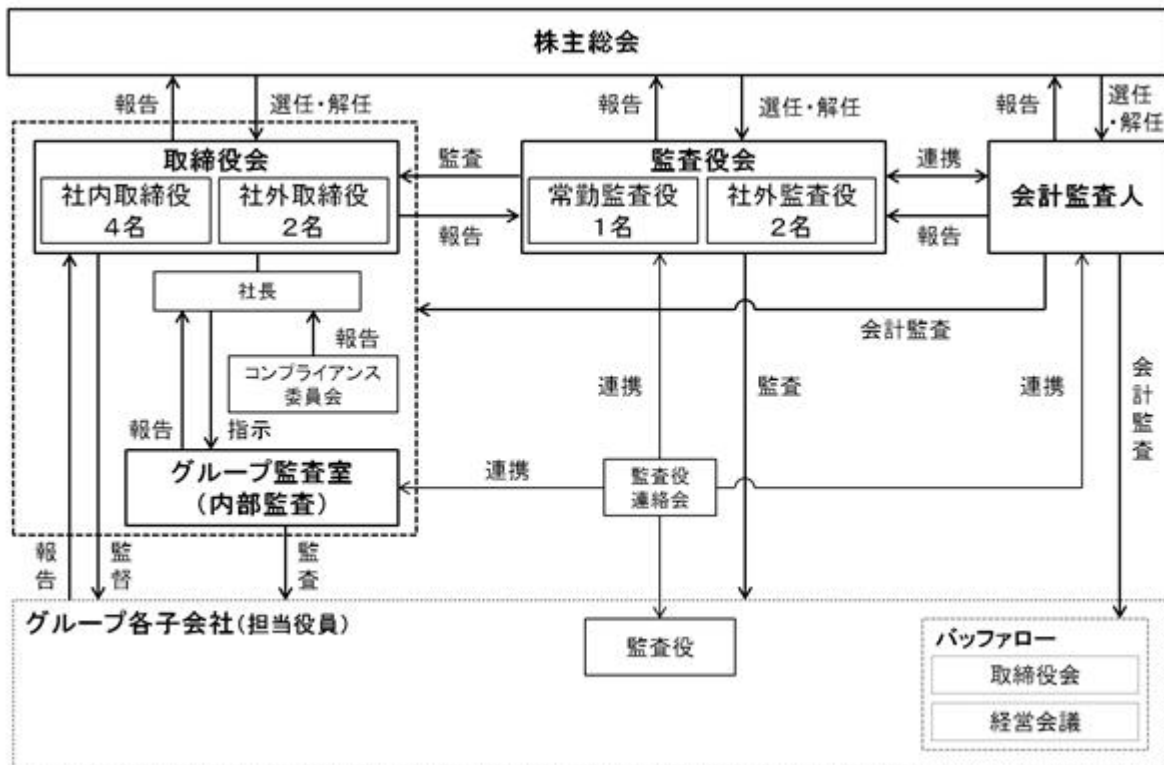 株主総会
報告
選任・解任
報告
選任・解任
報告
選任
・解任
取締役会
社内取締役
4名
社外取締役
2名
監査
報告
監査役会
常勤監査役
1名
社外監査役
2名
連携
報告
会計監査人
社長
報告
コンプライアンス
委員会
報告
指示
グループ監査室
(内部監査)
会計監査
連携
監査
連携
会計監査
連携
監査役
連絡会
報告
監督
監査
グループ各子会社(担当役員)
監査役
バッファロー
取締役会
経営会議